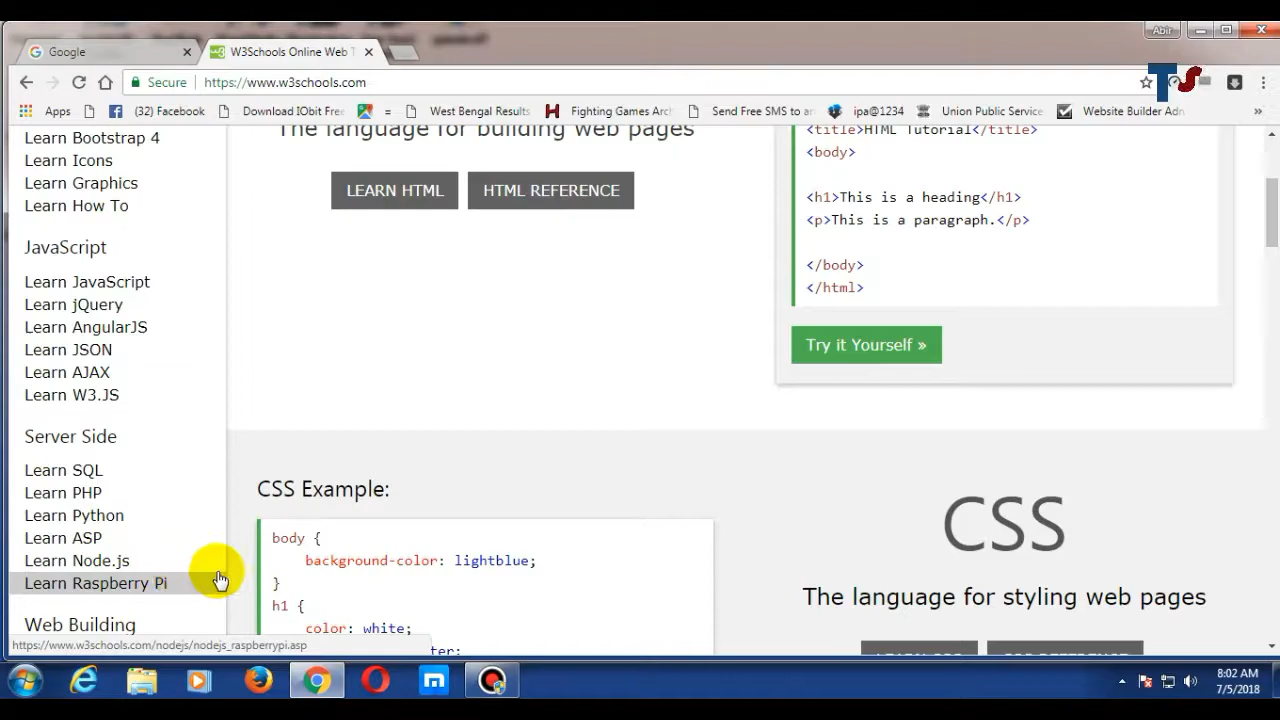 Abir
Google
W3Schools Online Web T
Secure
https://www.w3schools.com
TS
Apps
(32) Facebook
Download IObit Free
=
West Bengal Results
Fighting Games Arc
Send Free SMS to an
ipa@1234
Union Public Service
Website Builder Adn
»
Learn Bootstrap 4
Learn Icons
Learn Graphics
Learn How To
JavaScript
Learn JavaScript
Learn jQuery
Learn AngularJS
Learn JSON
Learn AJAX
Learn W3.JS
Server Side
Learn SQL
Learn PHP
Learn Python
Learn ASP
Learn Node.js
Learn Raspberry Pi
Web Building
https://www.w3schools.com/nodejs/nodejs_raspberrypi.asp
The language for building web pages
LEARN HTML
HTML REFERENCE
<title>HTML Tutorial</title>
<body>
<h1>This is a heading</h1>
<p>This is a paragraph.</p>
</body>
</html>
Try it Yourself »
CSS Example:
body {
background-color: lightblue;
}
h1 {
color: white;
CSS
The language for styling web pages
8:02 AM
7/5/2018